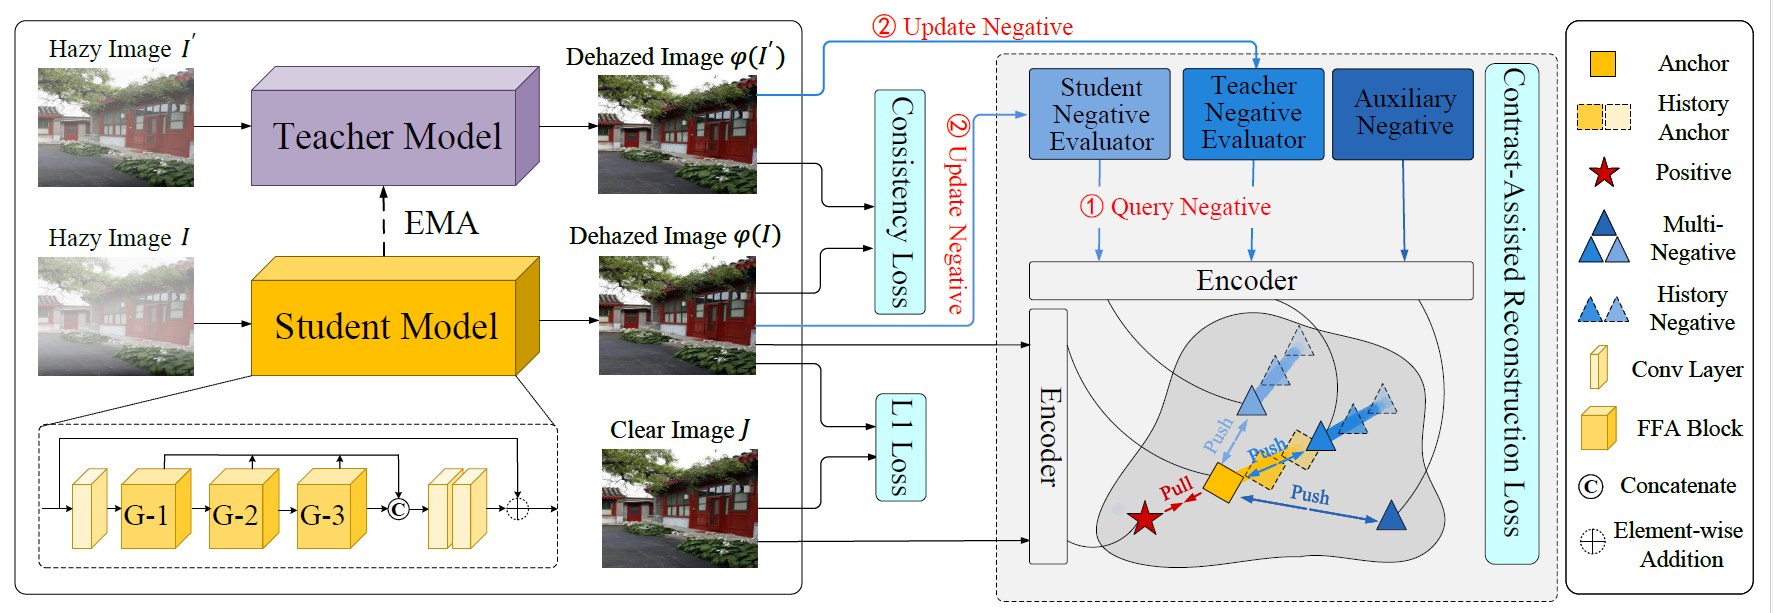 Hazy Image I′
Teacher Model
Dehazed Image φ(I′)
② Update Negative
EMA
Hazy Image I
Student Model
Dehazed Image φ(I)
Clear Image J
G-1
G-2
G-3
C
Consistency Loss
L1 Loss
② Update Negative
Student
Negative
Evaluator
Teacher
Negative
Evaluator
Auxiliary
Negative
① Query Negative
Encoder
Encoder
Push
Push
Push
Pull
Contrast-Assisted Reconstruction Loss
Anchor
History
Anchor
Positive
Multi-
Negative
History
Negative
Conv Layer
FFA Block
C Concatenate
Element-wise
Addition